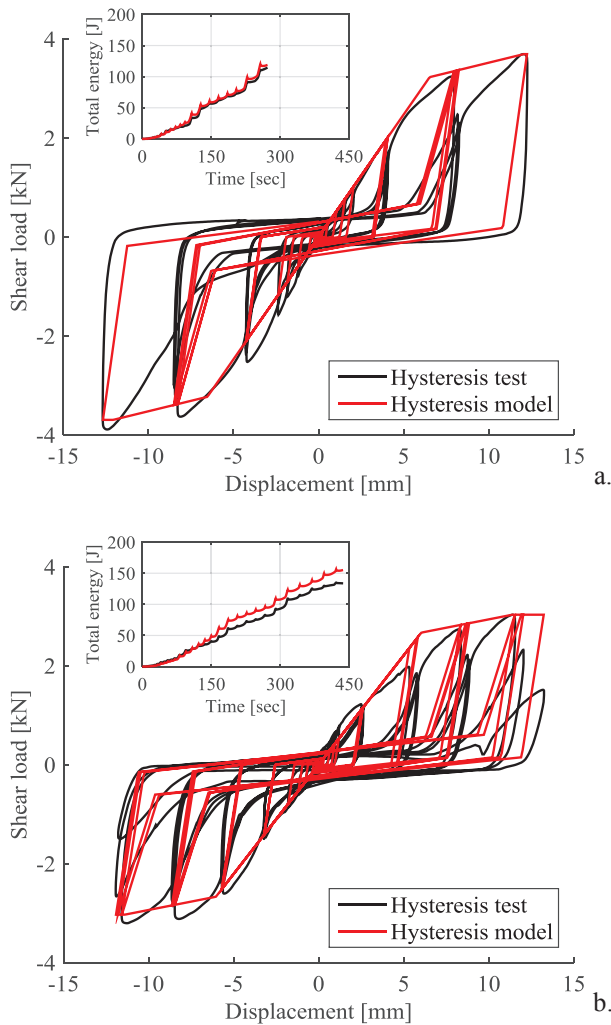 200
150
100
50
0
Total energy [J]
0 150 300 450
Time [sec]
4
2
0
-2
-4
Shear load [kN]
Hysteresis test
Hysteresis model
-15 -10 -5 0 5 10 15
Displacement [mm]
a.
200
150
100
50
0
Total energy [J]
0 150 300 450
Time [sec]
4
2
0
-2
-4
Shear load [kN]
Hysteresis test
Hysteresis model
-15 -10 -5 0 5 10 15
Displacement [mm]
b.